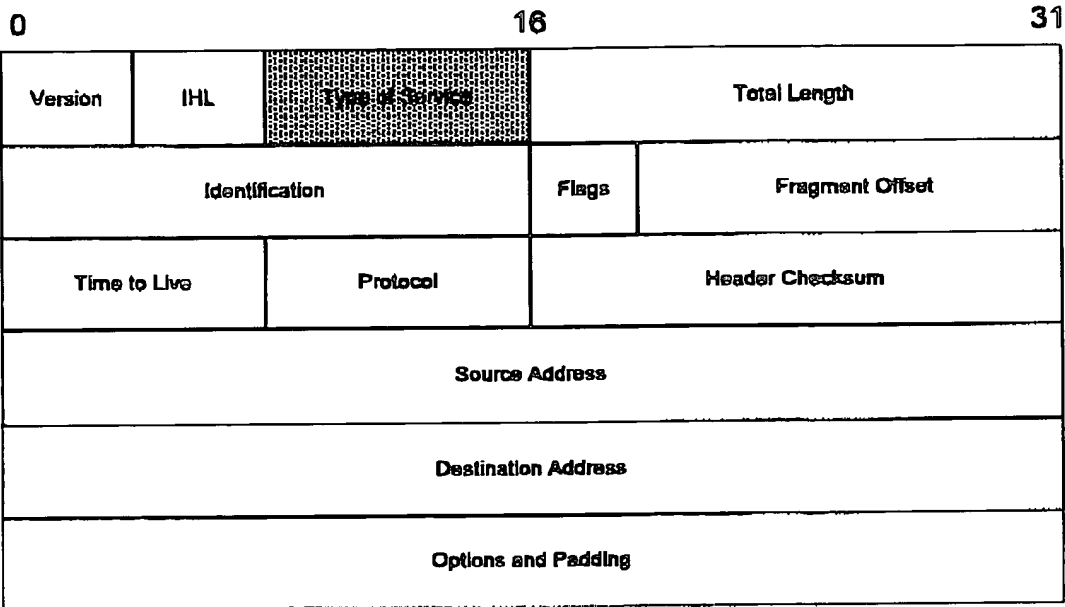 0 16 31
Version IHL Type of Service Total Length
Identification Flags Fragment Offset
Time to Live Protocol Header Checksum
Source Address
Destination Address
Options and Padding